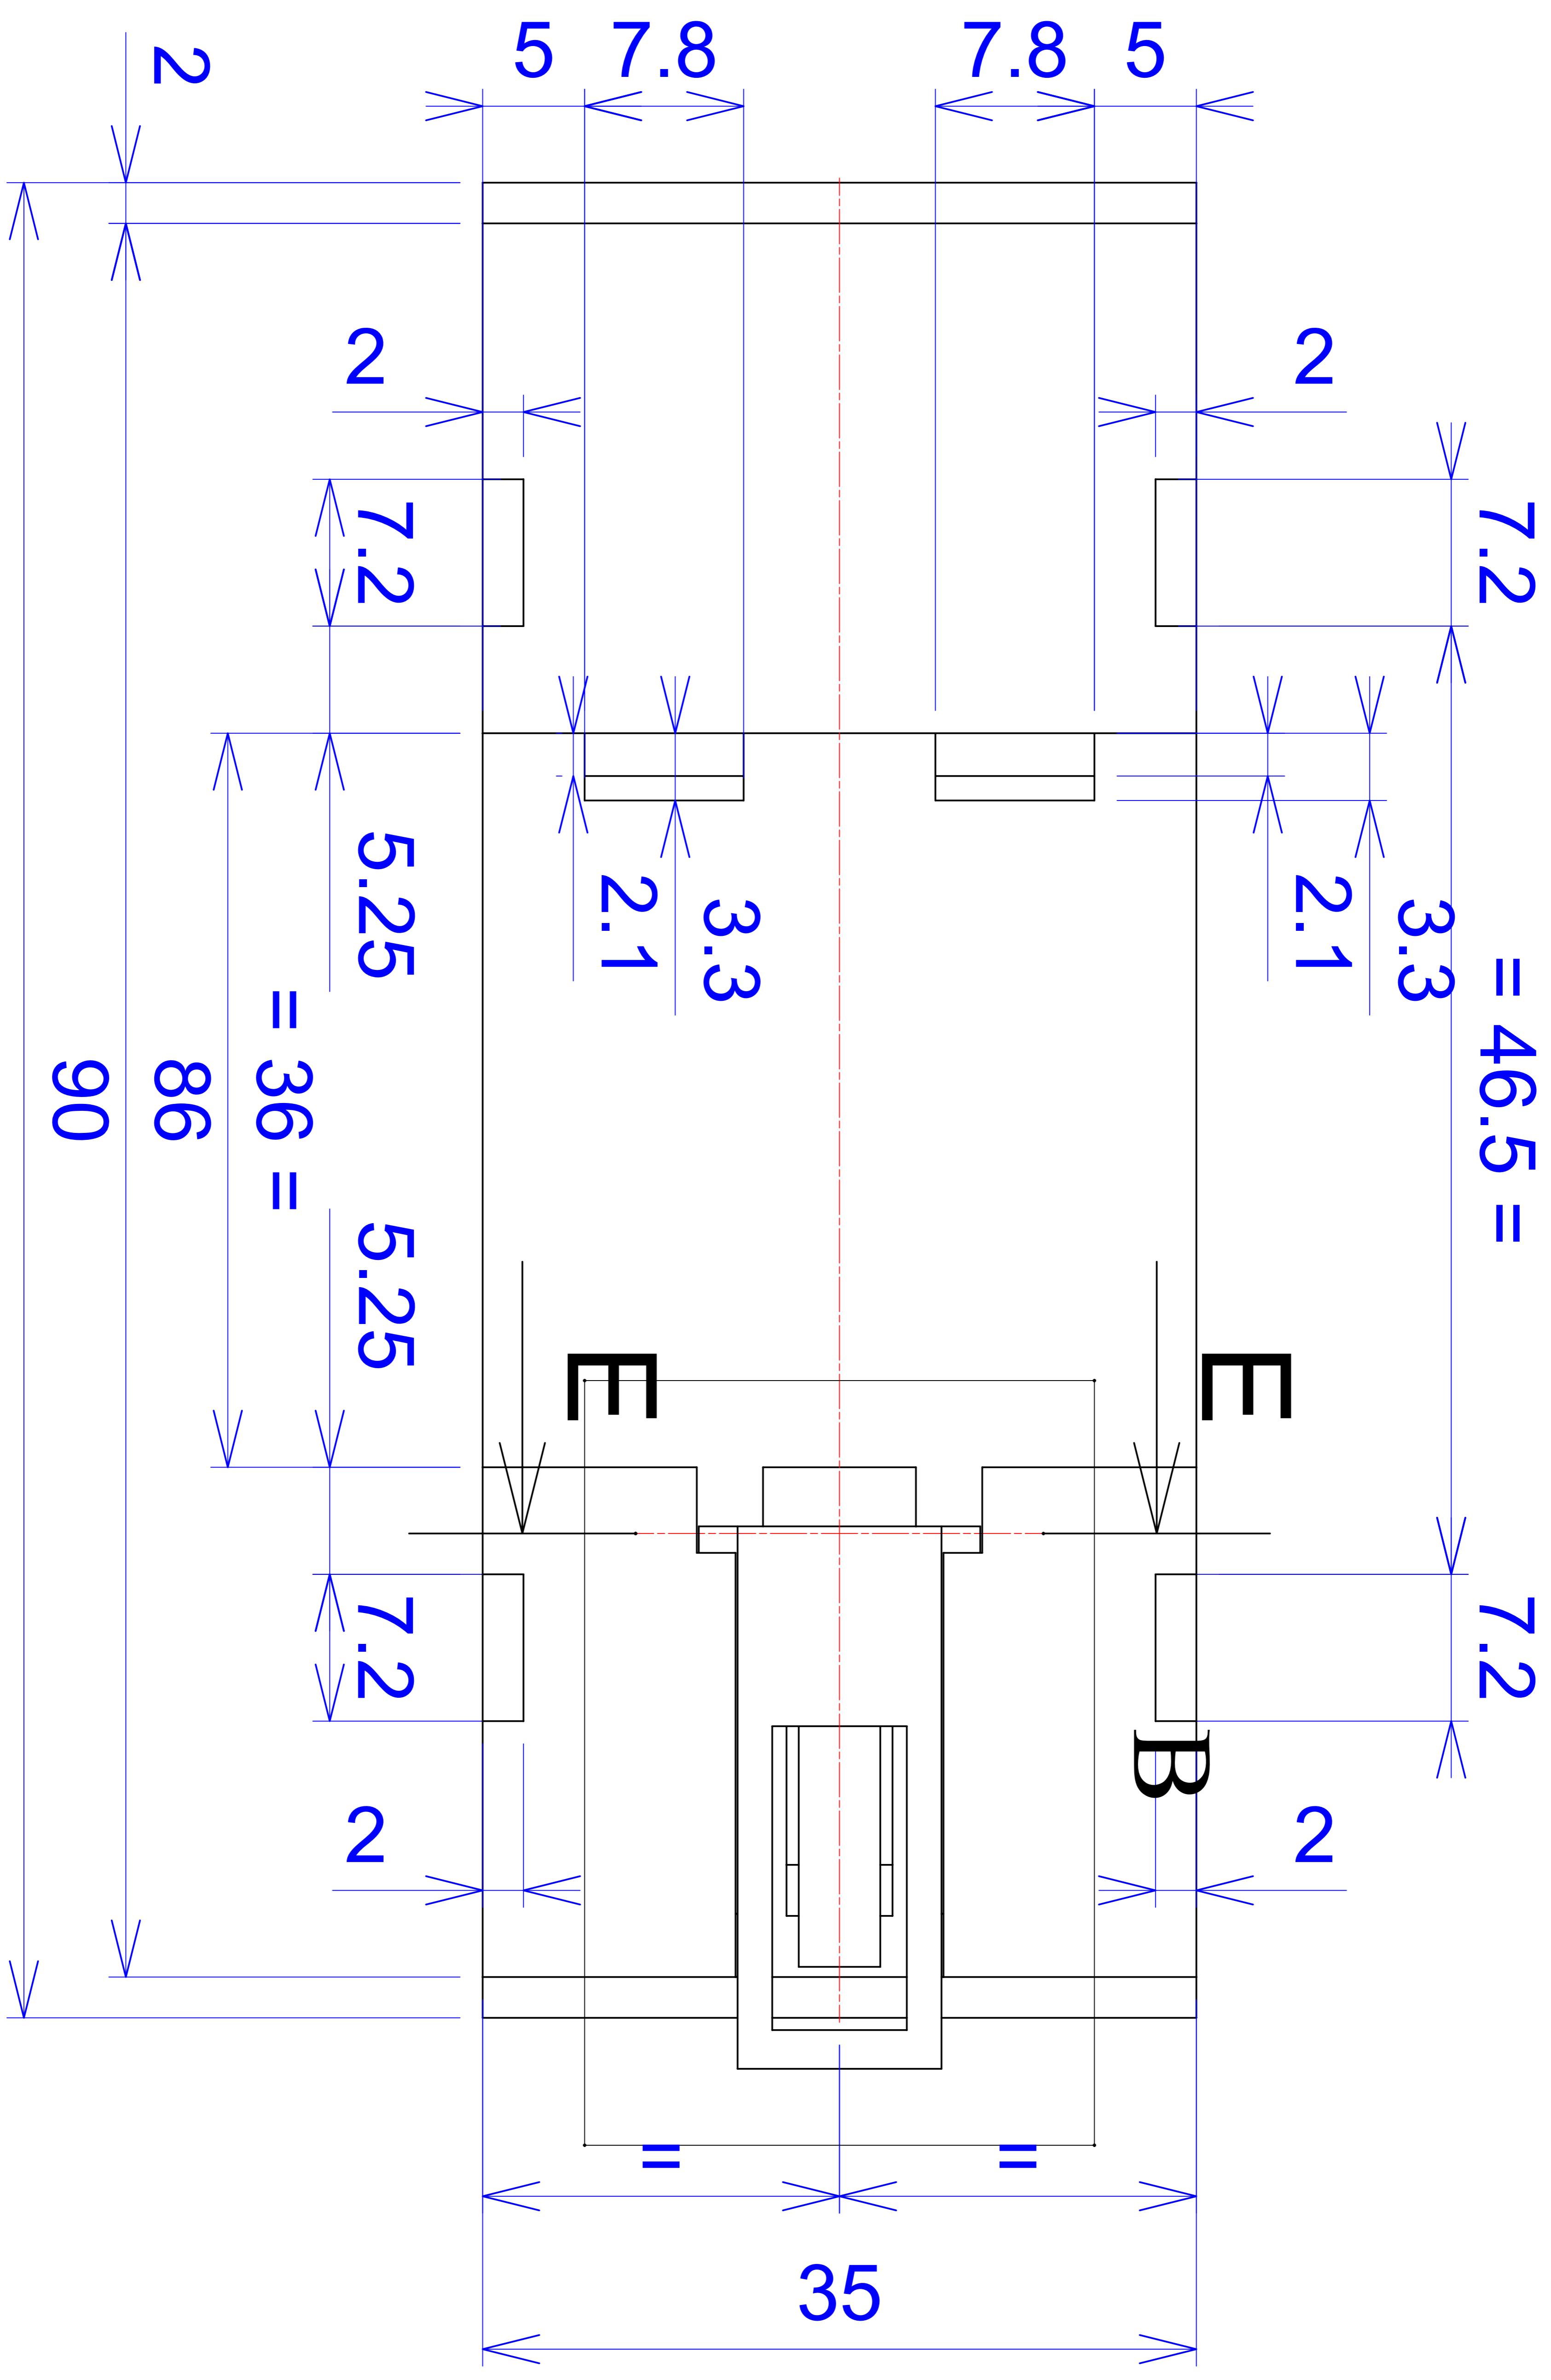 5 7.8 7.8 5
2
2 2
7.2 7.2
5.25 2.1 3.3 2.1 3.3
90 86 = 36 = = 46.5 =
5.25
E E
7.2 7.2
B
2 2
= =
35